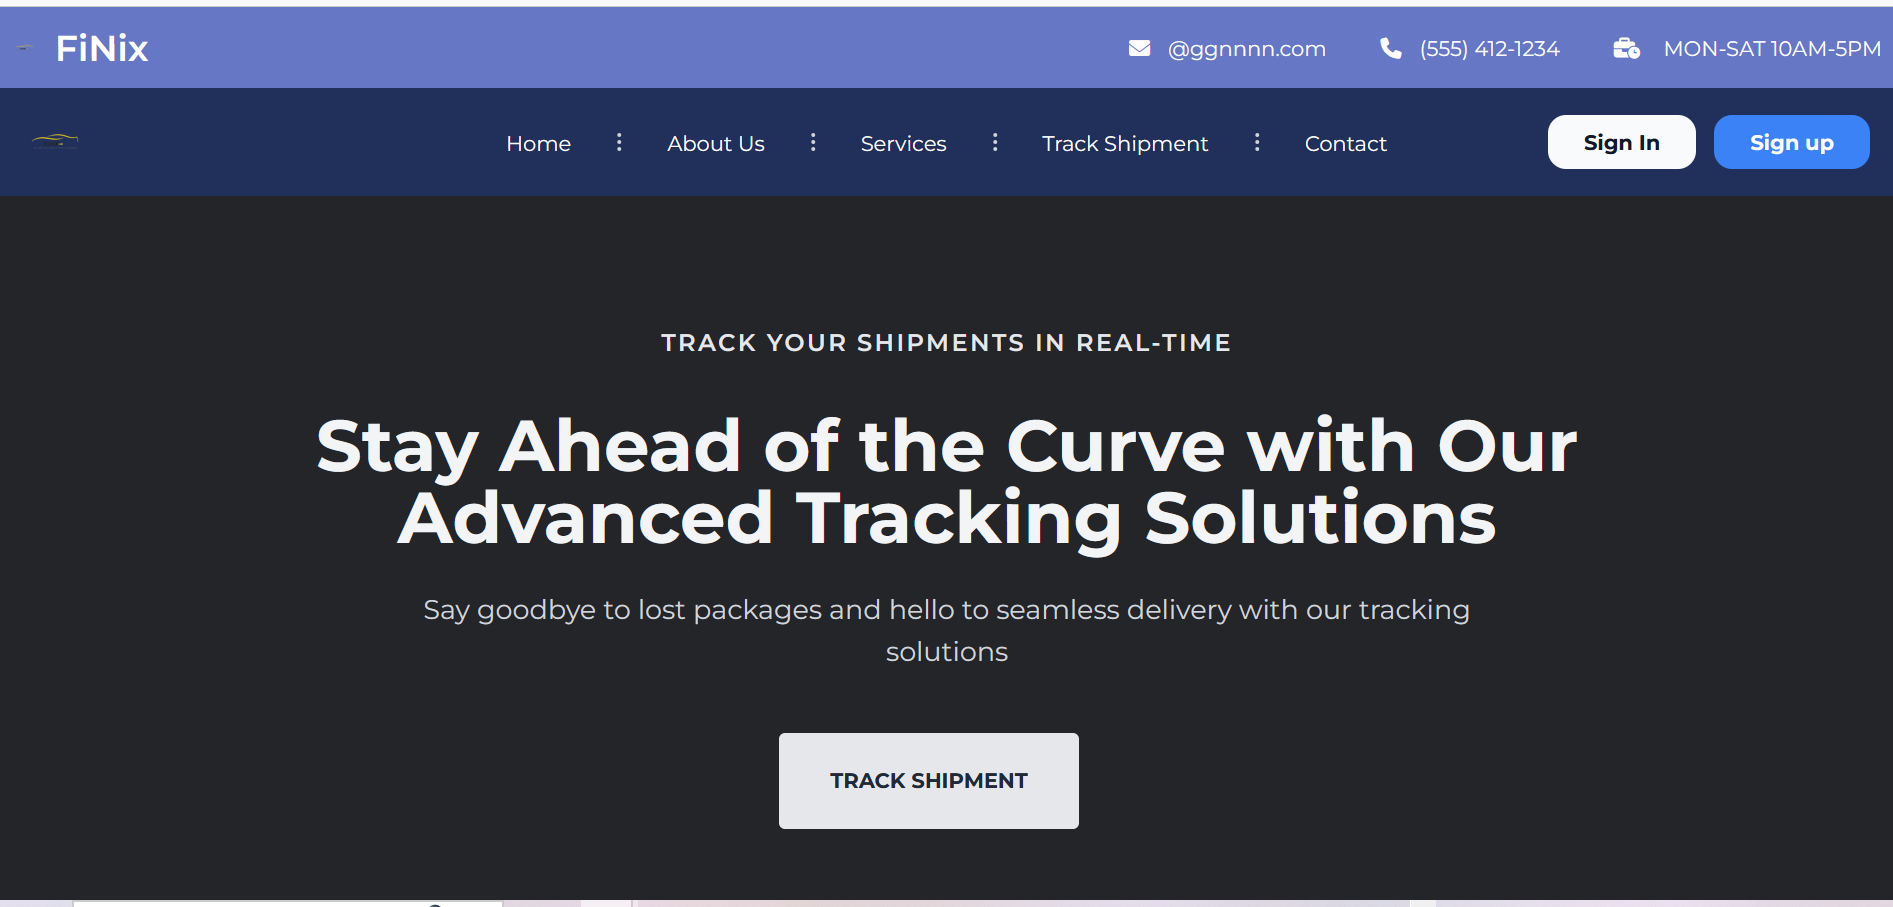 FiNix
@ggnnnn.com
(555) 412-1234
MON-SAT 10AM-5PM
Home
About Us
Services
Track Shipment
Contact
Sign In
Sign up
TRACK YOUR SHIPMENTS IN REAL-TIME
Stay Ahead of the Curve with Our
Advanced Tracking Solutions
Say goodbye to lost packages and hello to seamless delivery with our tracking
solutions
TRACK SHIPMENT